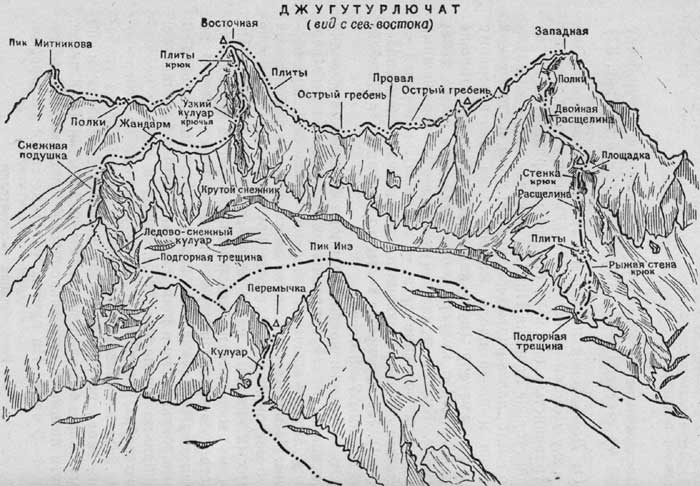 ДЖУГУТУРЛЮЧАТ
(вид с сев.-востока)
Восточная
Западная
Пик Митникова
Плиты
крюк
Плиты
Провал
Острый гребень
Острый гребень
Полки
Узкий
кулуар
крючья
Полки
Жандарм
Двойная
трасщелина
Снежная
подушка
Площадка
Стенка
крюк
Крутой снежник
Расщелина
Ледово-снежный
кулуар
Подгорная трещина
Пик Инэ
Плиты
Рыжая стена
крюк
Перемычка
Подгорная
трещина
Кулуар